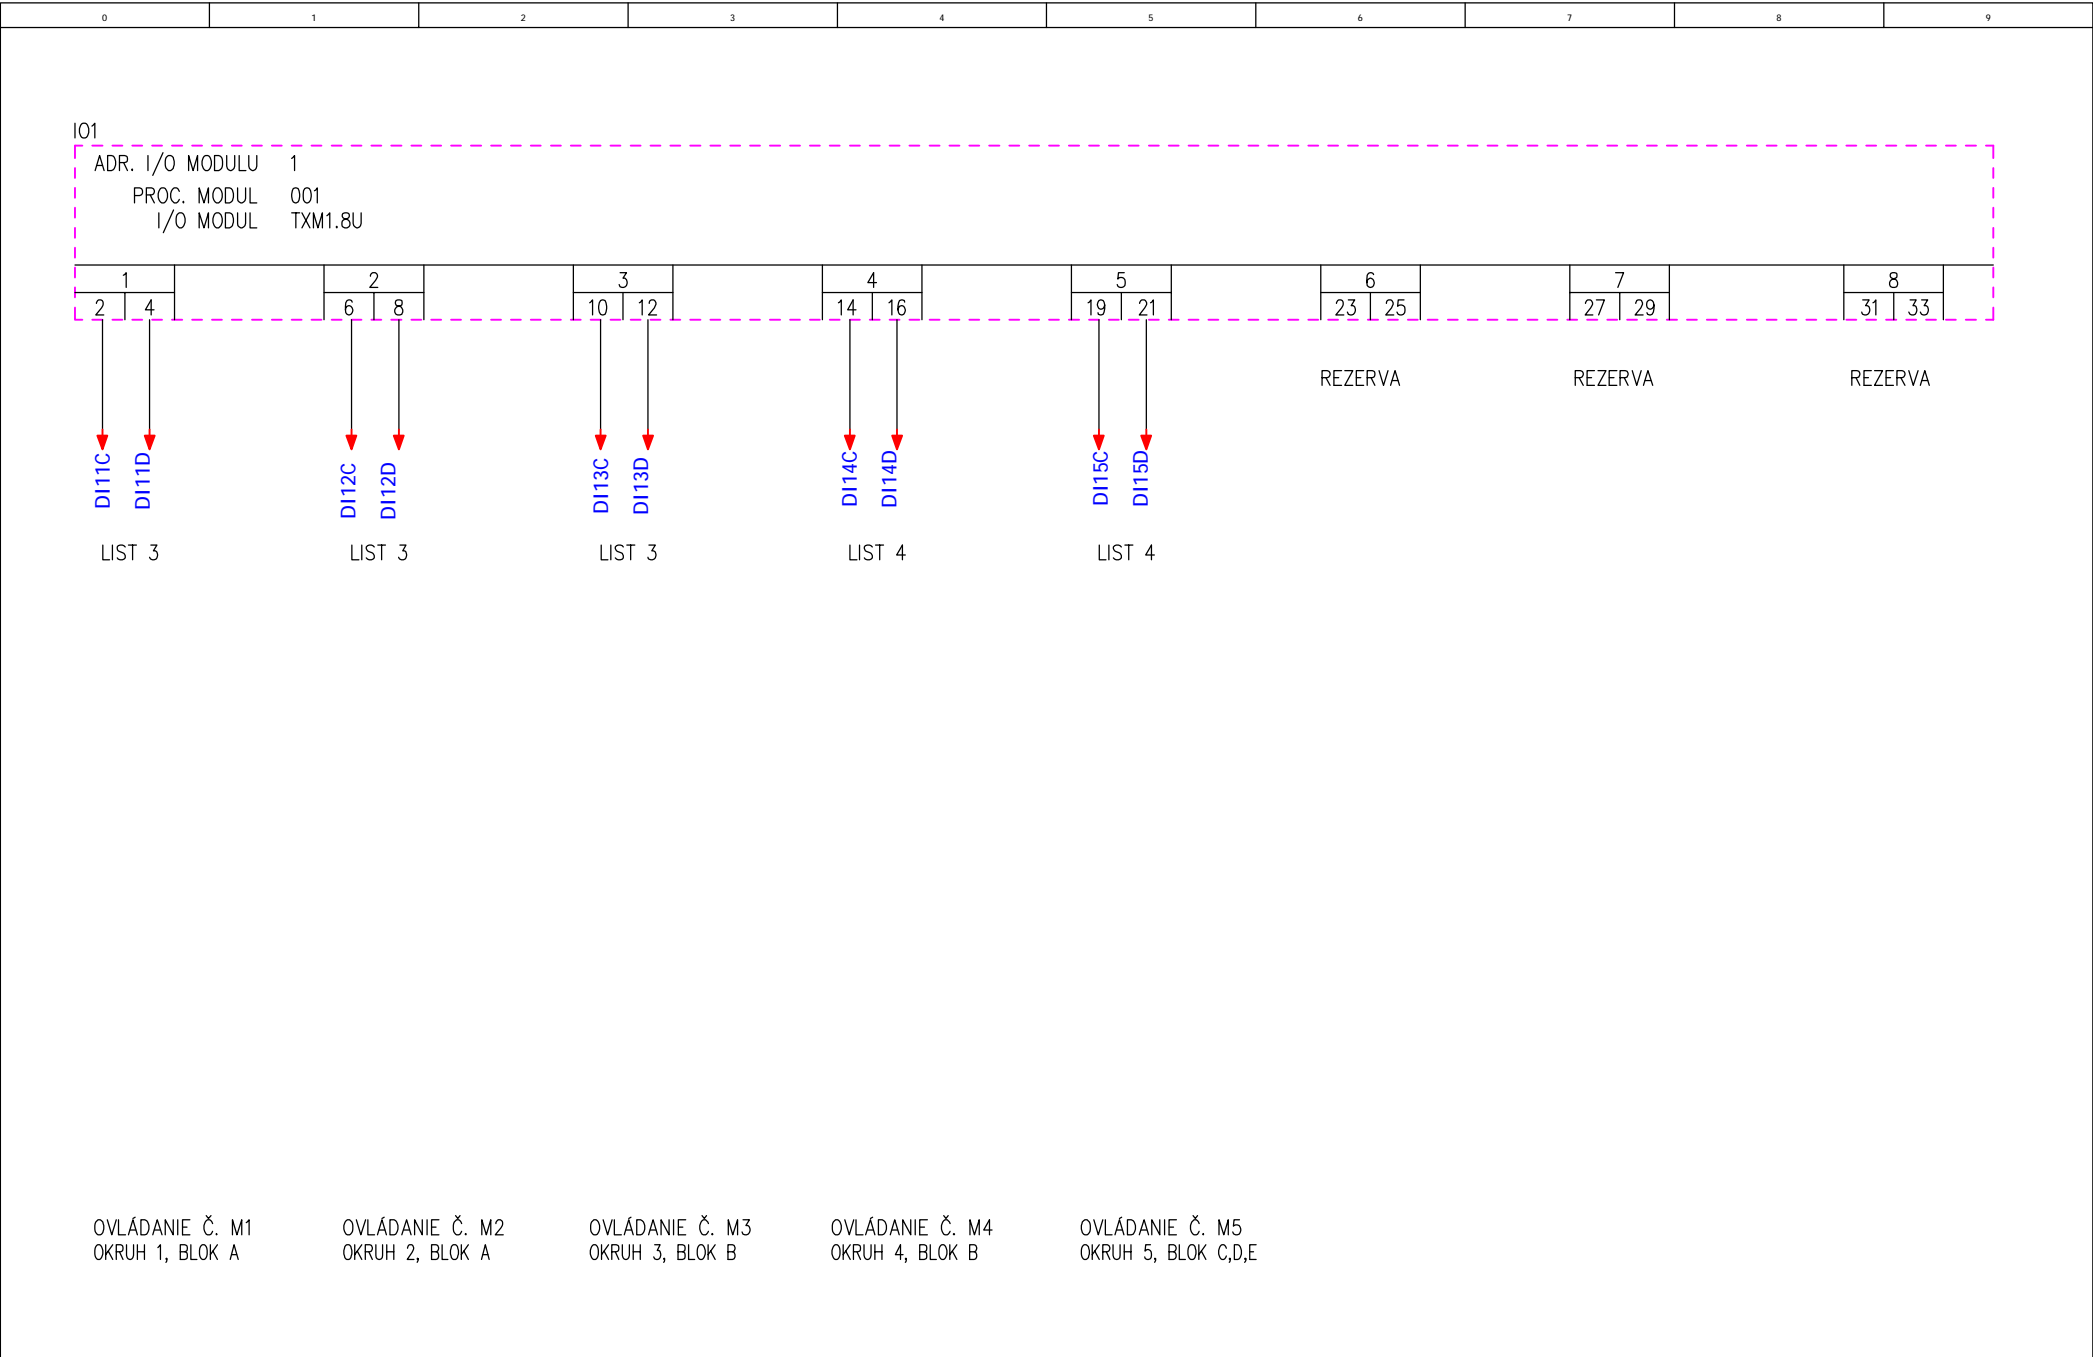 0 1 2 3 4 5 6 7 8 9
IO1
ADR. I/O MODULU 1
PROC. MODUL 001
I/O MODUL TXM1.8U
1 2 3 4 5 6 7 8
2 4 6 8 10 12 14 16 19 21 23 25 27 29 31 33
REZERVA REZERVA REZERVA
DI11C DI11D DI12C DI12D DI13C DI13D DI14C DI14D DI15C DI15D
LIST 3 LIST 3 LIST 3 LIST 4 LIST 4
OVLÁDANIE Č. M1
OKRUH 1, BLOK A
OVLÁDANIE Č. M2
OKRUH 2, BLOK A
OVLÁDANIE Č. M3
OKRUH 3, BLOK B
OVLÁDANIE Č. M4
OKRUH 4, BLOK B
OVLÁDANIE Č. M5
OKRUH 5, BLOK C,D,E